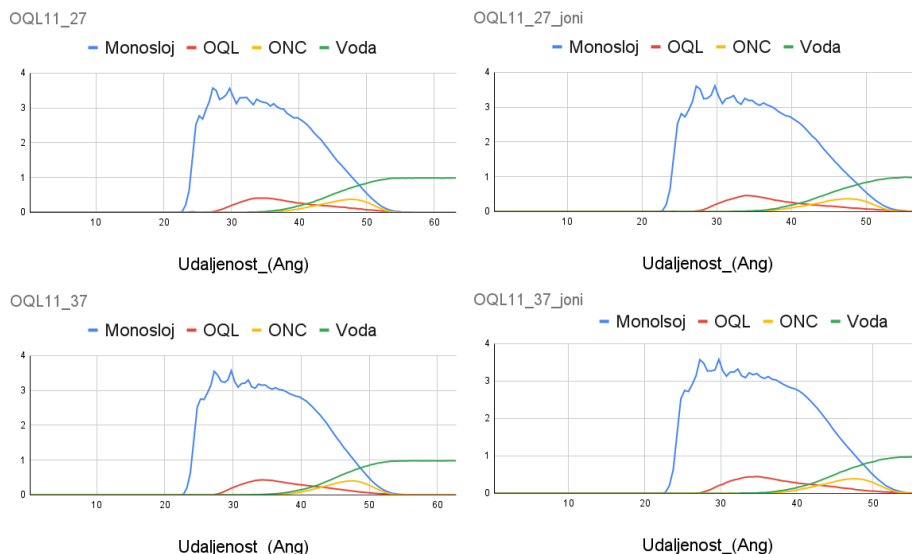 OQL11_27
Monosloj OQL ONC Voda
4
3
2
1
0
10 20 30 40 50 60
Udaljenost_(Ang)
OQL11_27_joni
Monosloj OQL ONC Voda
4
3
2
1
0
10 20 30 40 50
Udaljenost_(Ang)
OQL11_37
Monosloj OQL ONC Voda
4
3
2
1
0
10 20 30 40 50 60
Udaljenost_(Ang)
OQL11_37_joni
Monolsoj OQL ONC Voda
4
3
2
1
0
10 20 30 40 50
Udaljenost_(Ang)